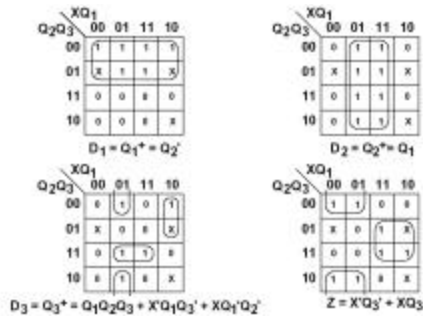 XQ1
Q2Q3 00 01 11 10
00 1 1 1 1
01 X 1 1 X
11 0 0 0 0
10 0 0 0 X
D1 = Q1⁺ = Q2'
XQ1
Q2Q3 00 01 11 10
00 0 1 1 0
01 X 1 1 X
11 0 1 1 0
10 0 1 1 X
D2 = Q2⁺= Q1
XQ1
Q2Q3 00 01 11 10
00 0 1 0 1
01 X 0 0 X
11 0 1 1 0
10 0 1 0 X
D3 = Q3⁺ = Q1Q2Q3 + X'Q1Q3' + XQ1'Q2'
XQ1
Q2Q3 00 01 11 10
00 1 1 0 0
01 X 0 1 X
11 0 0 1 1
10 1 1 0 X
Z = X'Q3' + XQ3